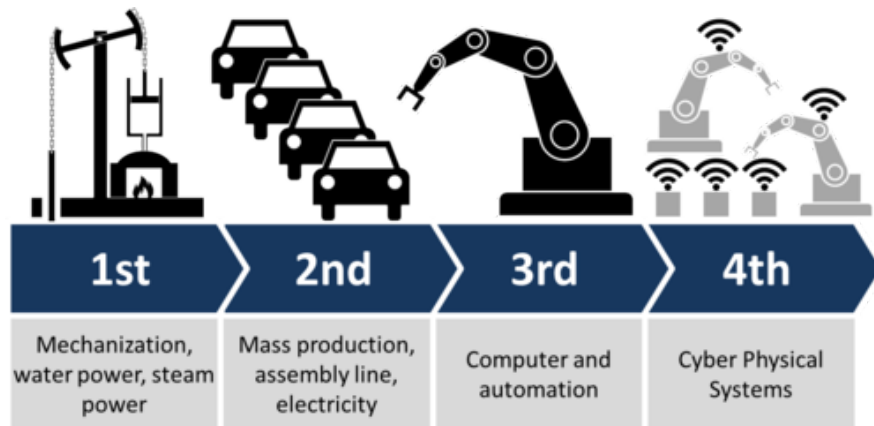 1st
2nd
3rd
4th
Mechanization,
water power, steam
power
Mass production,
assembly line,
electricity
Computer and
automation
Cyber Physical
Systems